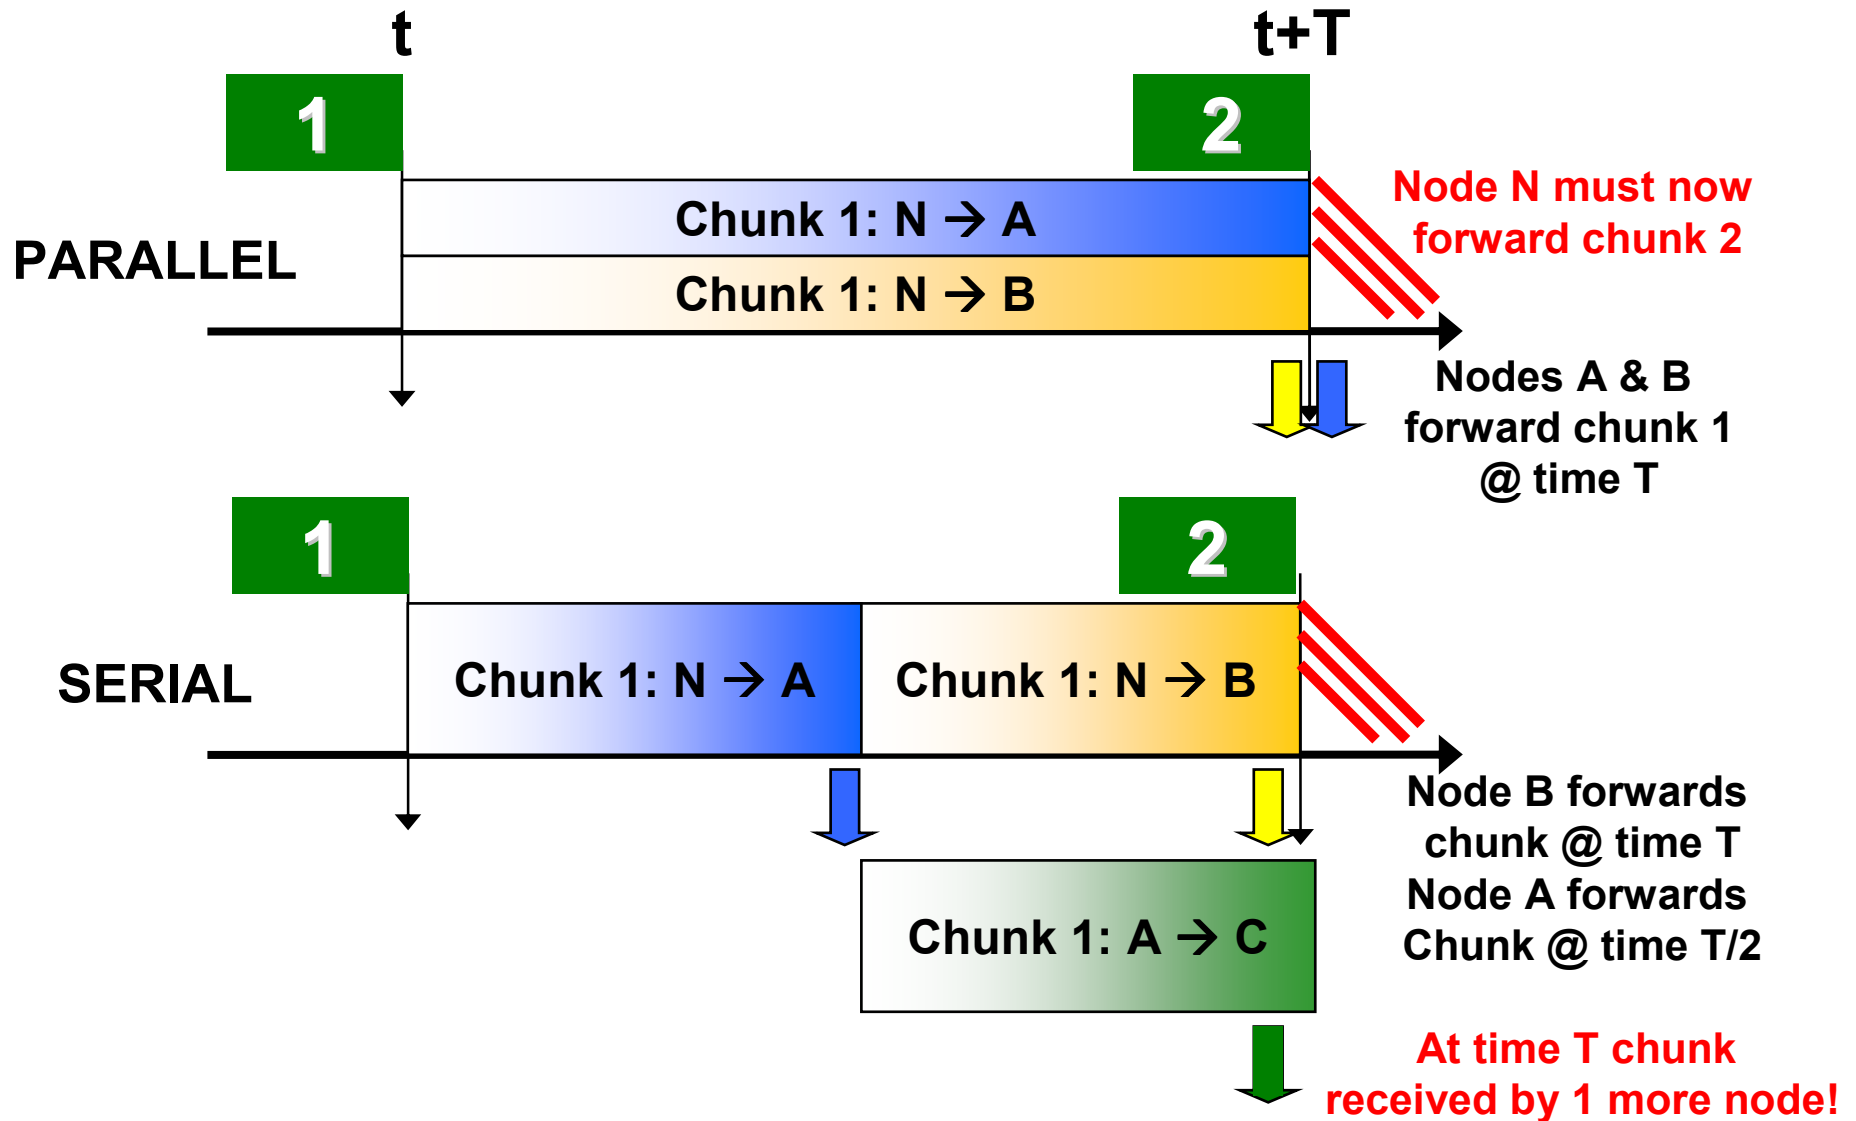 t
t+T
1
2
Node N must now
forward chunk 2
Chunk 1: N → A
PARALLEL
Chunk 1: N → B
Nodes A & B
forward chunk 1
@ time T
1
2
SERIAL
Chunk 1: N → A
Chunk 1: N → B
Node B forwards
chunk @ time T
Node A forwards
Chunk @ time T/2
Chunk 1: A → C
At time T chunk
received by 1 more node!